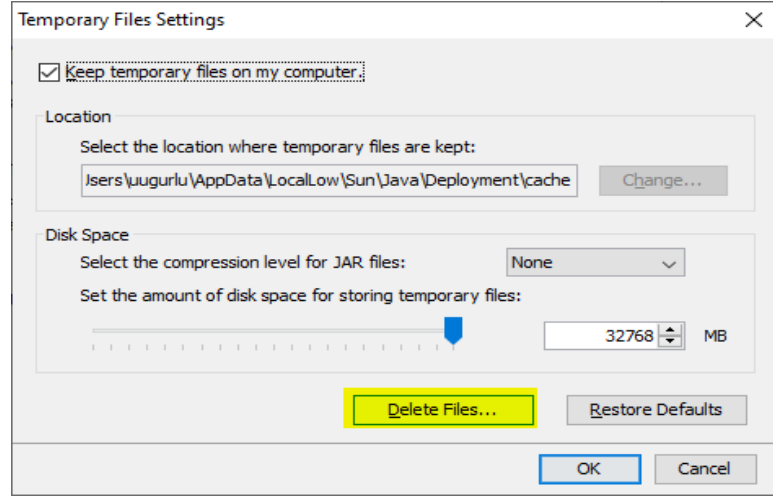 Temporary Files Settings
Keep temporary files on my computer.
Location
Select the location where temporary files are kept:
Jsers\uugurlu\AppData\LocalLow\Sun\Java\Deployment\cache
Change...
Disk Space
Select the compression level for JAR files:
None
Set the amount of disk space for storing temporary files:
32768
MB
Delete Files...
Restore Defaults
OK
Cancel